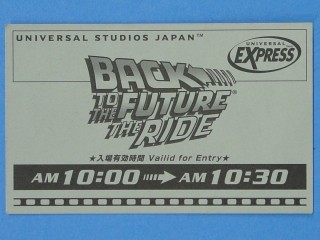 UNIVERSAL STUDIOS JAPAN™
UNIVERSAL
EXPRESS
BACK
TO THE FUTURE®
THE RIDE
★入場有効時間 Vailid for Entry★
AM 10:00 → AM 10:30